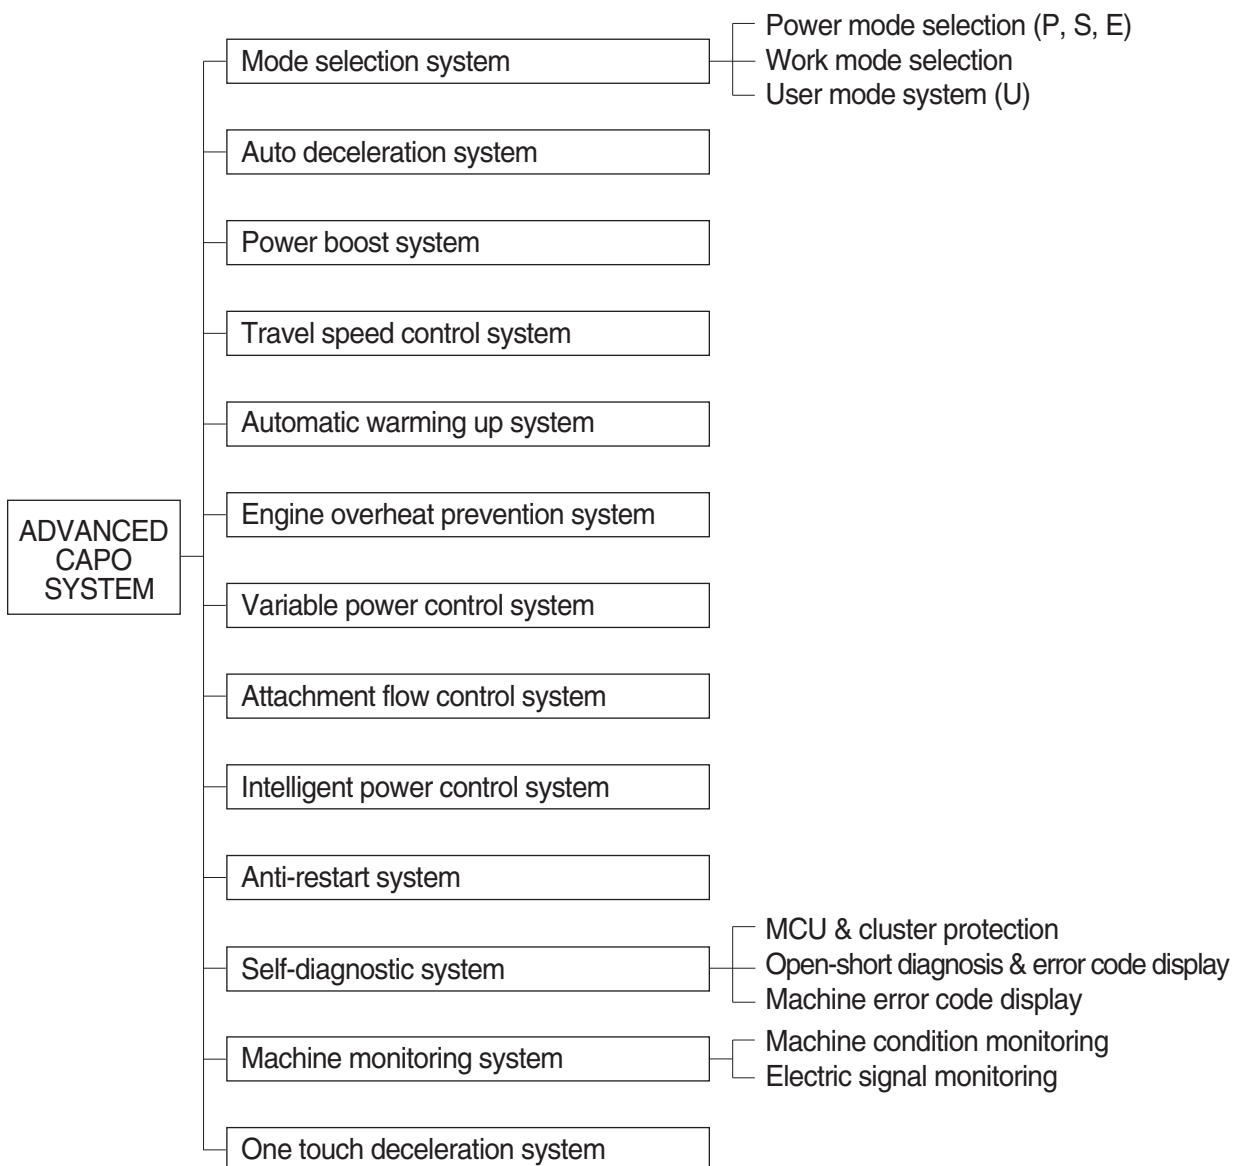 Power mode selection (P, S, E)
Mode selection system
Work mode selection
User mode system (U)
Auto deceleration system
Power boost system
Travel speed control system
Automatic warming up system
Engine overheat prevention system
ADVANCED
CAPO
SYSTEM
Variable power control system
Attachment flow control system
Intelligent power control system
Anti-restart system
MCU & cluster protection
Self-diagnostic system
Open-short diagnosis & error code display
Machine error code display
Machine condition monitoring
Machine monitoring system
Electric signal monitoring
One touch deceleration system